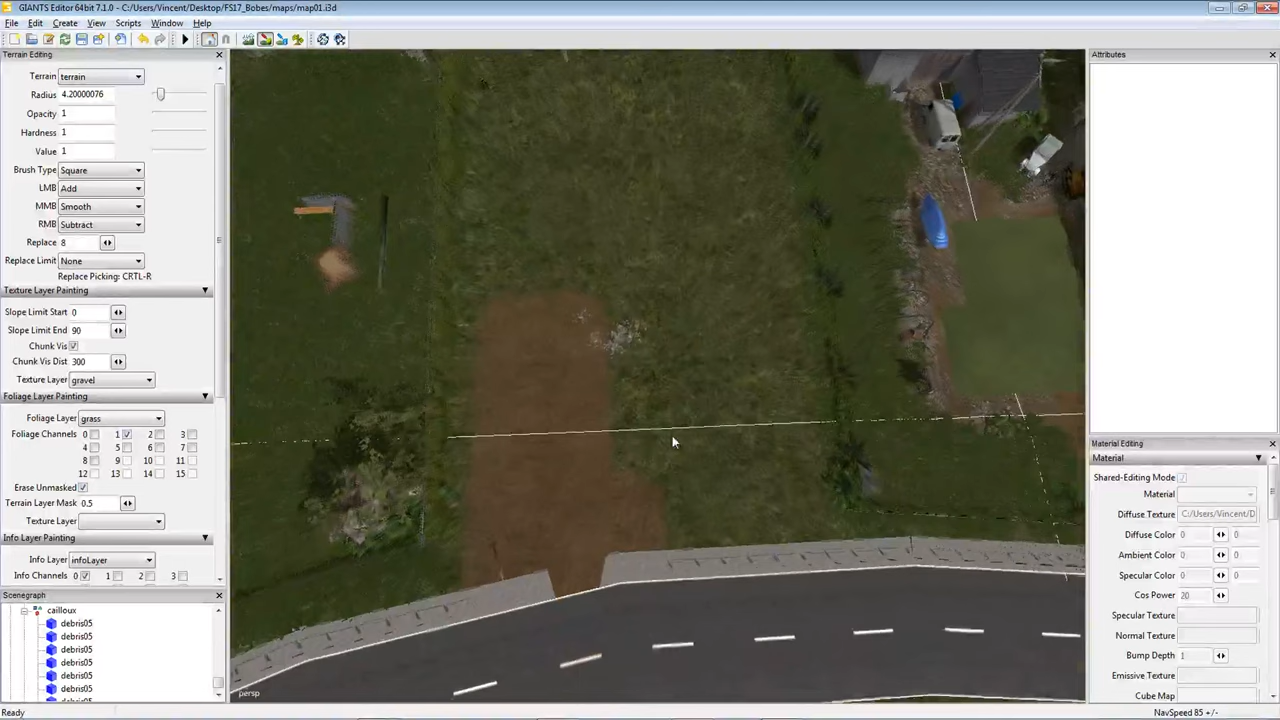 GIANTS Editor 64bit 7.1.0 - C:/Users/Vincent/Desktop/FS17_Bobes/maps/map01.i3d
File Edit Create View Scripts Window Help
Terrain Editing
Terrain terrain
Radius 4.20000076
Opacity 1
Hardness 1
Value 1
Brush Type Square
LMB Add
MMB Smooth
RMB Subtract
Replace 8
Replace Limit None
Replace Picking: CRTL-R
Texture Layer Painting
Slope Limit Start 0
Slope Limit End 90
Chunk Vis
Chunk Vis Dist 300
Texture Layer gravel
Foliage Layer Painting
Foliage Layer grass
Foliage Channels 0 1 2 3
4 5 6 7
8 9 10 11
12 13 14 15
Erase Unmasked
Terrain Layer Mask 0.5
Texture Layer
Info Layer Painting
Info Layer infoLayer
Info Channels 0 1 2 3
Scenegraph
cailloux
debris05
debris05
debris05
debris05
debris05
debris05
persp
Attributes
Material Editing
Material
Shared-Editing Mode
Material
Diffuse Texture C:/Users/Vincent/D
Diffuse Color 0 0
Ambient Color 0 0
Specular Color 0 0
Cos Power 20
Specular Texture
Normal Texture
Bump Depth 1
Emissive Texture
Cube Map
Ready
NavSpeed 85 +/-